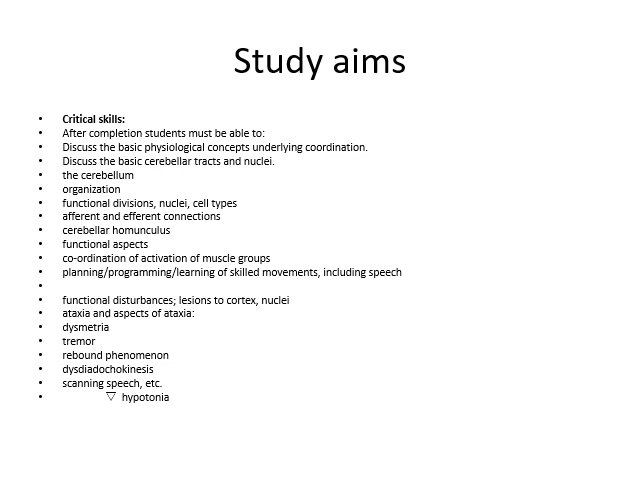 Study aims
• Critical skills:
• After completion students must be able to:
• Discuss the basic physiological concepts underlying coordination.
• Discuss the basic cerebellar tracts and nuclei.
• the cerebellum
• organization
• functional divisions, nuclei, cell types
• afferent and efferent connections
• cerebellar homunculus
• functional aspects
• co-ordination of activation of muscle groups
• planning/programming/learning of skilled movements, including speech
•
• functional disturbances; lesions to cortex, nuclei
• ataxia and aspects of ataxia:
• dysmetria
• tremor
• rebound phenomenon
• dysdiadochokinesis
• scanning speech, etc.
• ▽ hypotonia